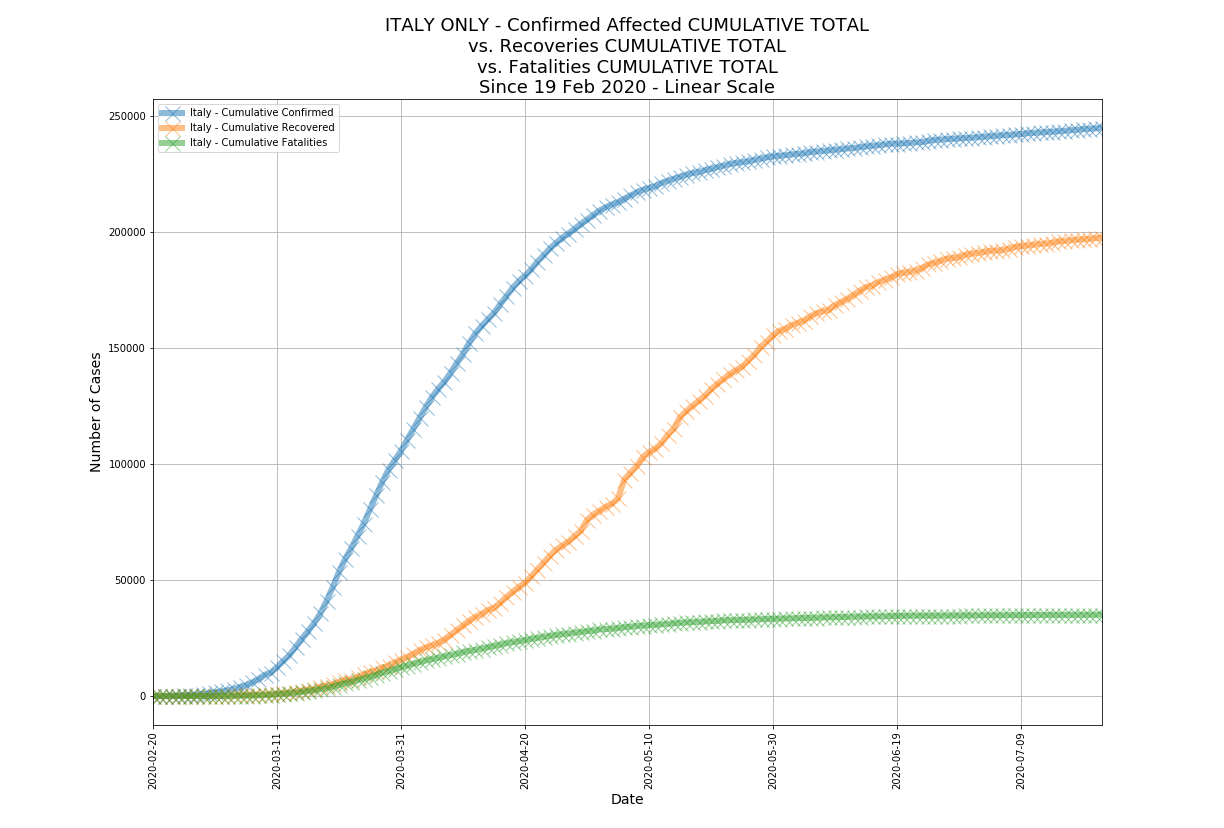 ITALY ONLY - Confirmed Affected CUMULATIVE TOTAL
vs. Recoveries CUMULATIVE TOTAL
vs. Fatalities CUMULATIVE TOTAL
Since 19 Feb 2020 - Linear Scale
Italy - Cumulative Confirmed
Italy - Cumulative Recovered
Italy - Cumulative Fatalities
Number of Cases
250000
200000
150000
100000
50000
0
2020-02-20
2020-03-11
2020-03-31
2020-04-20
2020-05-10
2020-05-30
2020-06-19
2020-07-09
Date